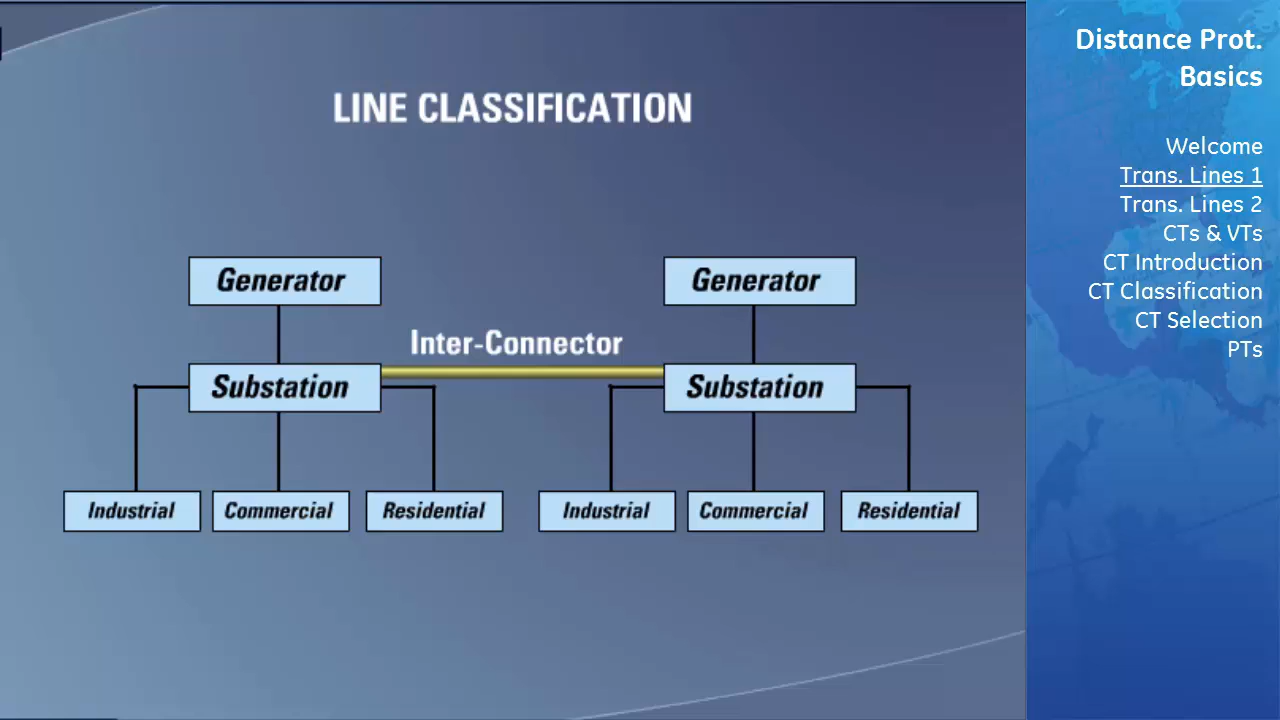 LINE CLASSIFICATION
Generator
Generator
Inter-Connector
Substation
Substation
Industrial
Commercial
Residential
Industrial
Commercial
Residential
Distance Prot.
Basics
Welcome
Trans. Lines 1
Trans. Lines 2
CTs & VTs
CT Introduction
CT Classification
CT Selection
PTs